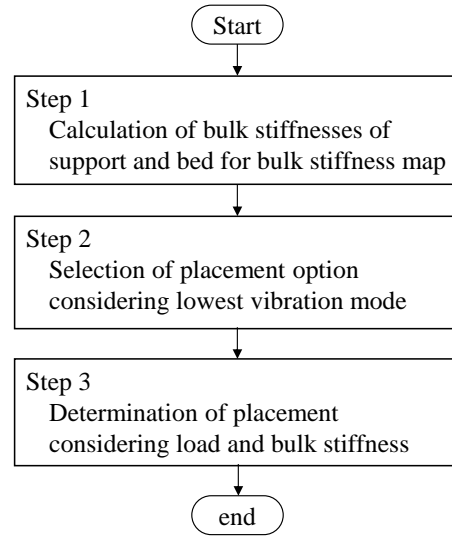 Start
Step 1
Calculation of bulk stiffnesses of
support and bed for bulk stiffness map
Step 2
Selection of placement option
considering lowest vibration mode
Step 3
Determination of placement
considering load and bulk stiffness
end